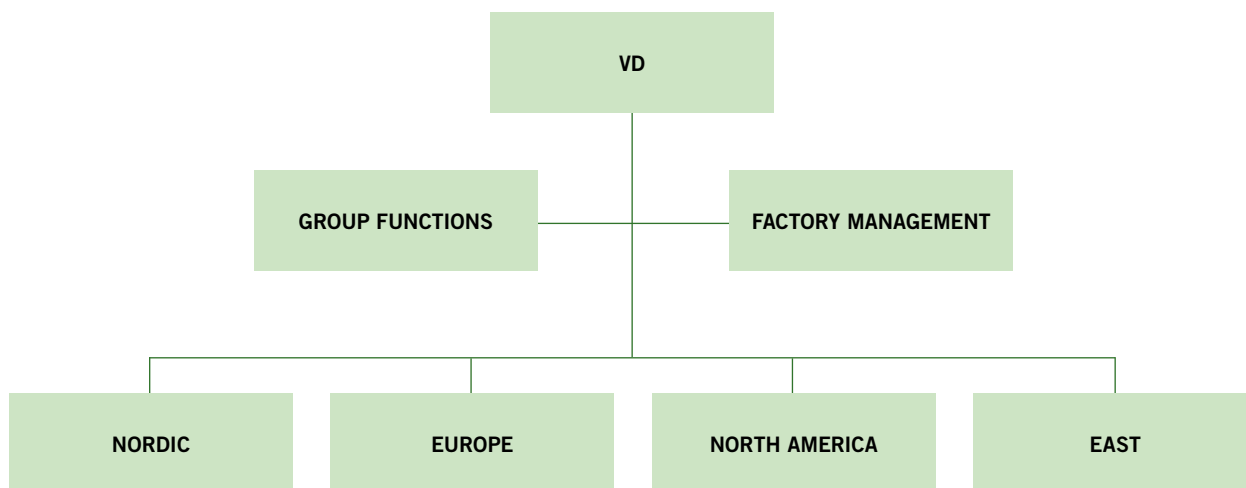 VD
GROUP FUNCTIONS
FACTORY MANAGEMENT
NORDIC
EUROPE
NORTH AMERICA
EAST